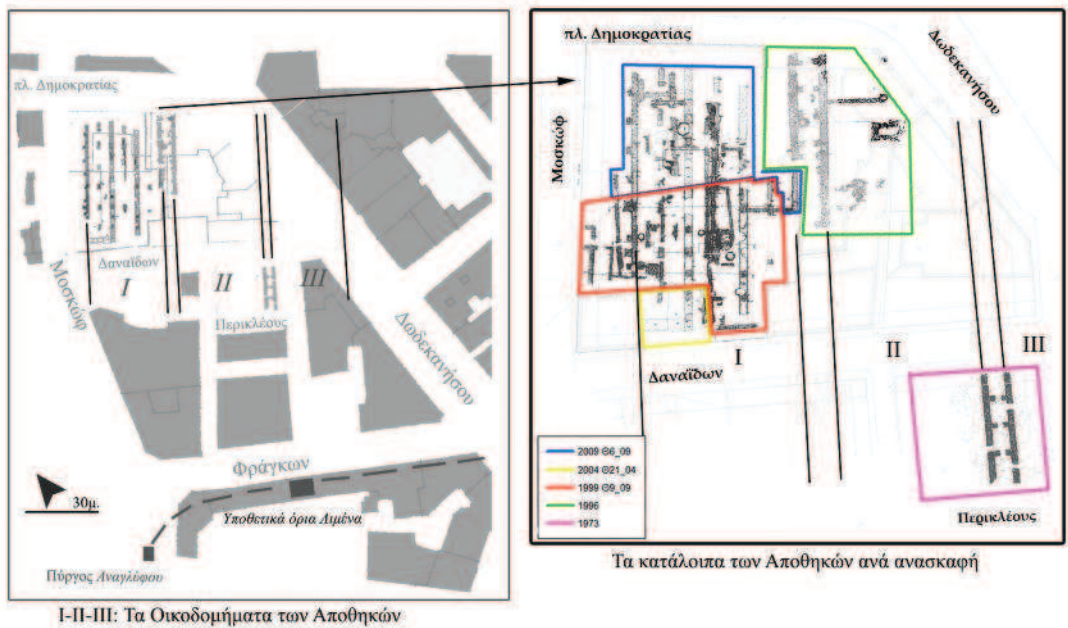 πλ. Δημοκρατίας
Δαναΐδων
Μοσκώφ
I
II
III
Περικλέους
Δωδεκανήσου
Φράγκων
30μ.
Υποθετικά όρια Λιμένα
Πύργος Αναγλύφου
I-II-III: Τα Οικοδομήματα των Αποθηκών
πλ. Δημοκρατίας
Δωδεκανήσου
Μοσκώφ
I
II
III
Δαναΐδων
2009 Θ6_09
2004 Θ21_04
1999 Θ9_09
1996
1973
Περικλέους
Τα κατάλοιπα των Αποθηκών ανά ανασκαφή